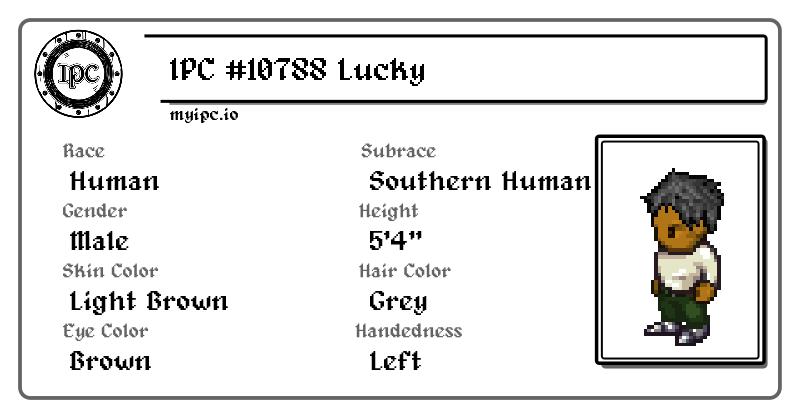 IPC
IPC #10788 Lucky
myipc.io
Race
Subrace
Human
Southern Human
Gender
Height
Male
5'4"
Skin Color
Hair Color
Light Brown
Grey
Eye Color
Handedness
Brown
Left